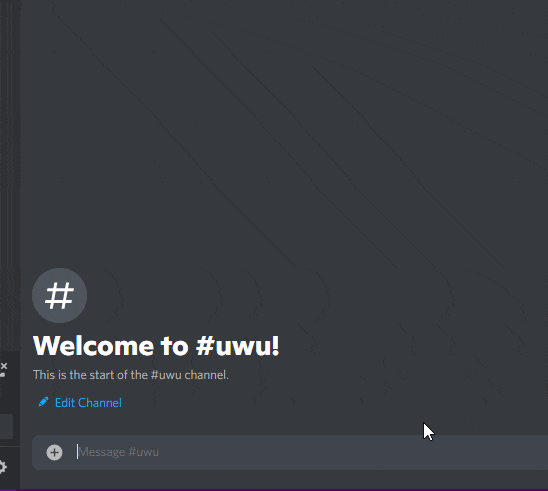 Welcome to #uwu!
This is the start of the #uwu channel.
Edit Channel
Message #uwu